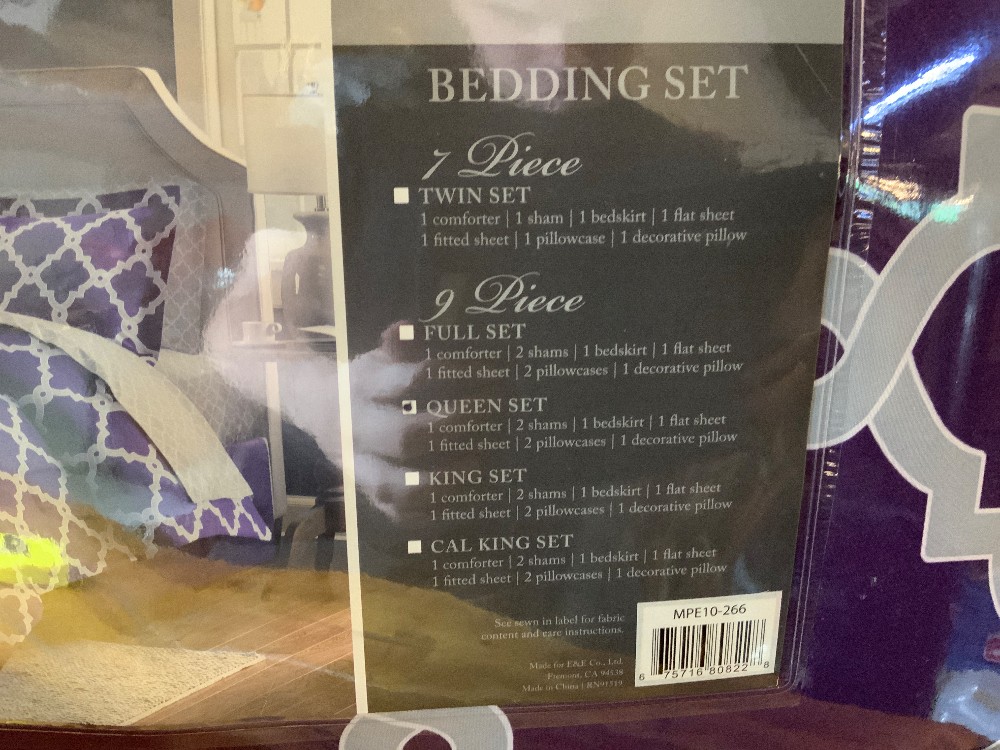 BEDDING SET
7 Piece
TWIN SET
1 comforter | 1 sham | 1 bedskirt | 1 flat sheet
1 fitted sheet | 1 pillowcase | 1 decorative pillow
9 Piece
FULL SET
1 comforter | 2 shams | 1 bedskirt | 1 flat sheet
1 fitted sheet | 2 pillowcases | 1 decorative pillow
QUEEN SET
1 comforter | 2 shams | 1 bedskirt | 1 flat sheet
1 fitted sheet | 2 pillowcases | 1 decorative pillow
KING SET
1 comforter | 2 shams | 1 bedskirt | 1 flat sheet
1 fitted sheet | 2 pillowcases | 1 decorative pillow
CAL KING SET
1 comforter | 2 shams | 1 bedskirt | 1 flat sheet
1 fitted sheet | 2 pillowcases | 1 decorative pillow
See sewn in label for fabric
content and care instructions.
Made for E&E Co., Ltd.
Fremont, CA 94538
Made in China | RN91519
MPE10-266
6 75716 80822 8